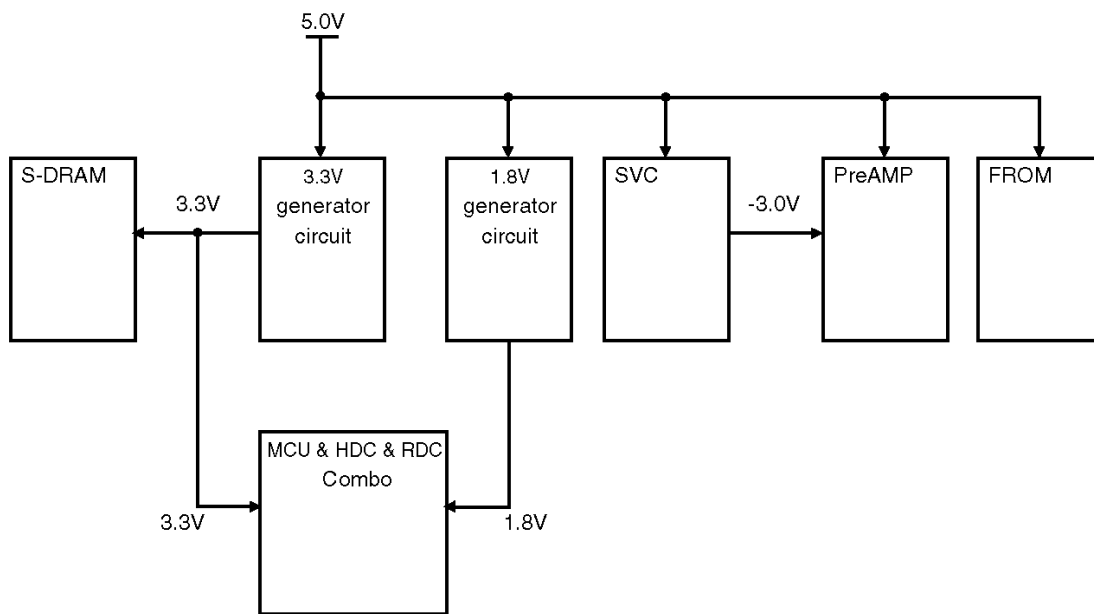 5.0V
S-DRAM
3.3V
3.3V
generator
circuit
1.8V
generator
circuit
SVC
-3.0V
PreAMP
FROM
MCU & HDC & RDC
Combo
3.3V
1.8V